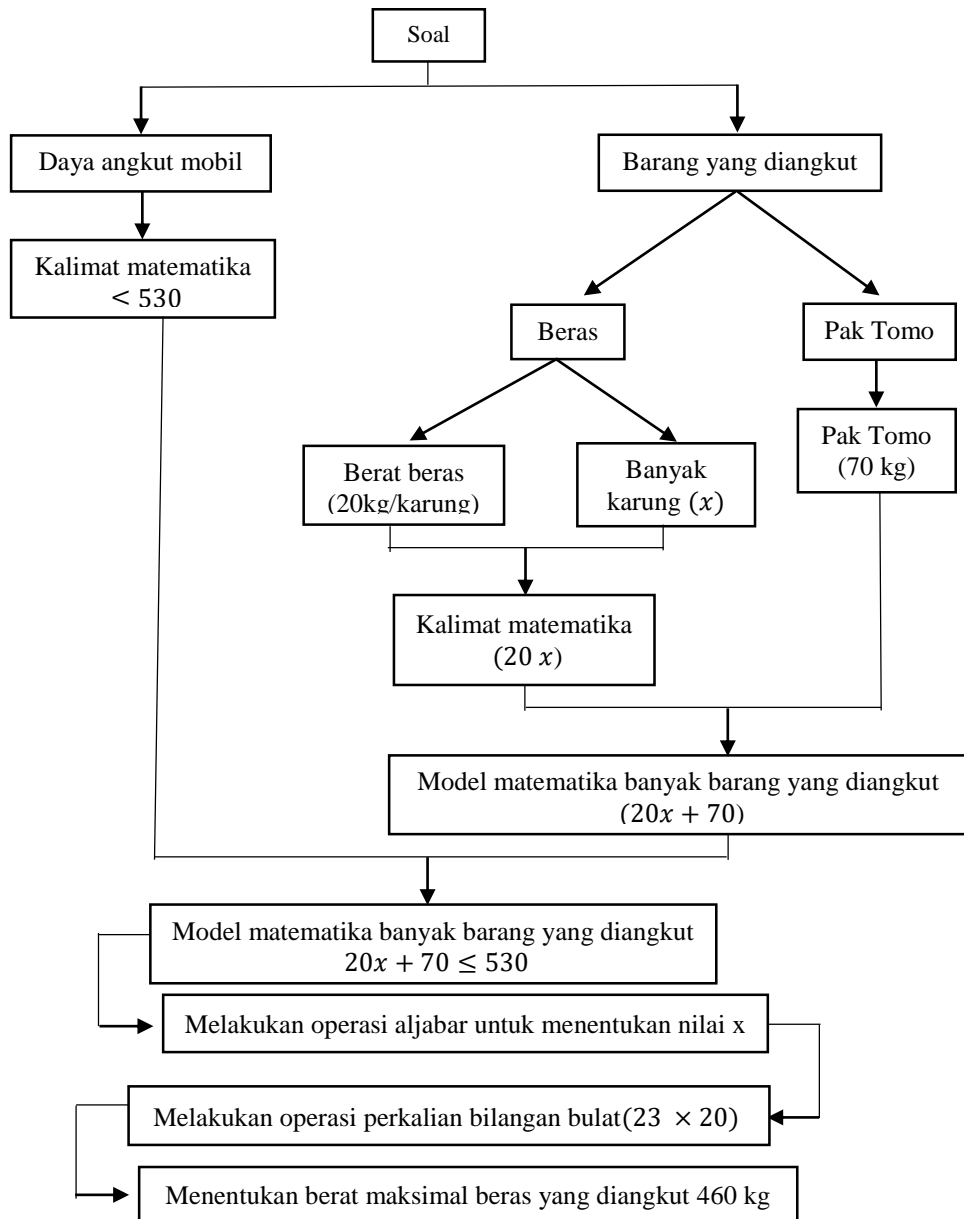 Soal
Daya angkut mobil
Barang yang diangkut
Kalimat matematika
< 530
Beras
Pak Tomo
Berat beras
(20kg/karung)
Banyak
karung (𝑥)
Pak Tomo
(70 kg)
Kalimat matematika
(20 𝑥)
Model matematika banyak barang yang diangkut
(20𝑥 + 70)
Model matematika banyak barang yang diangkut
20𝑥 + 70 ≤ 530
Melakukan operasi aljabar untuk menentukan nilai x
Melakukan operasi perkalian bilangan bulat(23 × 20)
Menentukan berat maksimal beras yang diangkut 460 kg